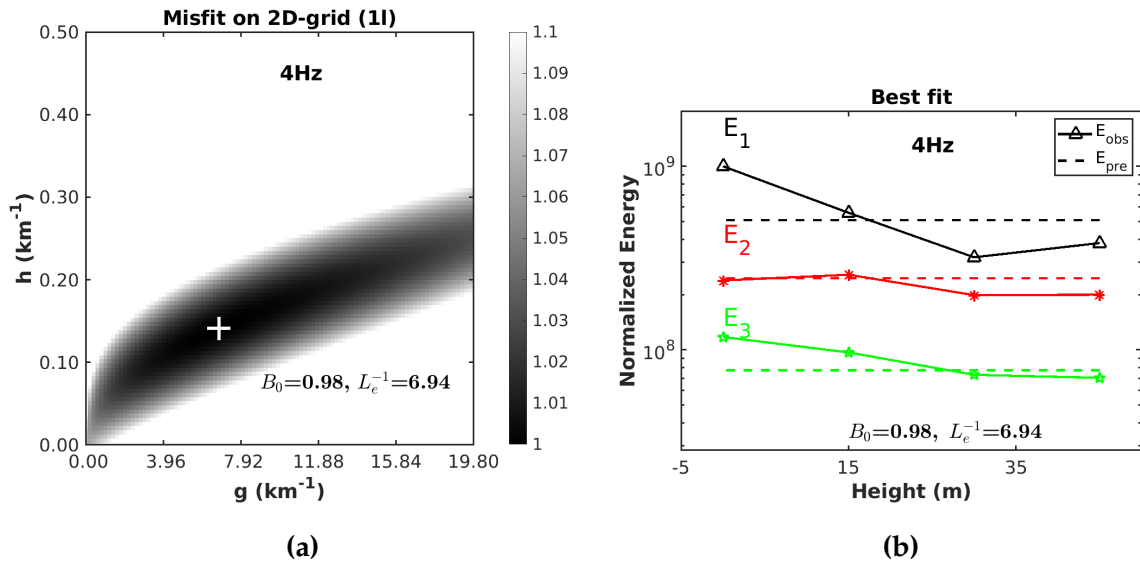 Misfit on 2D-grid (1l)
4Hz
0.50
0.40
0.30
0.20
0.10
0.00
h (km⁻¹)
0.00 3.96 7.92 11.88 15.84 19.80
g (km⁻¹)
B₀=0.98, Lₑ⁻¹=6.94
1.1
1.09
1.08
1.07
1.06
1.05
1.04
1.03
1.02
1.01
1
(a)
Best fit
E₁
4Hz
E_obs
E_pre
10⁹
E₂
E₃
10⁸
Normalized Energy
B₀=0.98, Lₑ⁻¹=6.94
-5 15 35
Height (m)
(b)